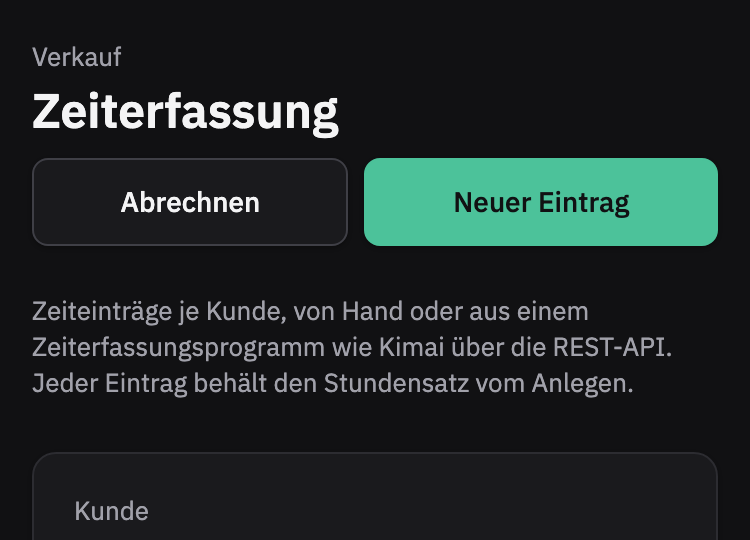 Verkauf
Zeiterfassung
Abrechnen
Neuer Eintrag
Zeiteinträge je Kunde, von Hand oder aus einem
Zeiterfassungsprogramm wie Kimai über die REST-API.
Jeder Eintrag behält den Stundensatz vom Anlegen.
Kunde